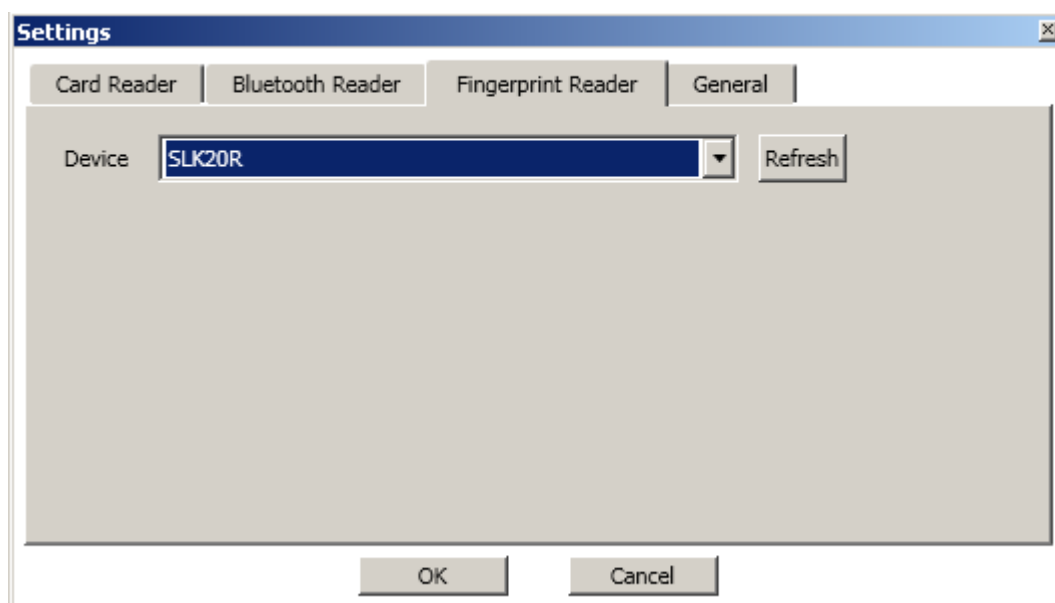 Settings
Card Reader Bluetooth Reader Fingerprint Reader General
Device SLK20R Refresh
OK Cancel